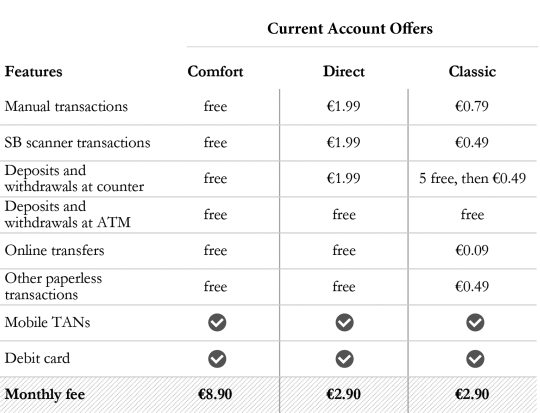 Current Account Offers
Features Comfort Direct Classic
Manual transactions free €1.99 €0.79
SB scanner transactions free €1.99 €0.49
Deposits and
withdrawals at counter free €1.99 5 free, then €0.49
Deposits and
withdrawals at ATM free free free
Online transfers free free €0.09
Other paperless
transactions free free €0.49
Mobile TANs
Debit card
Monthly fee €8.90 €2.90 €2.90